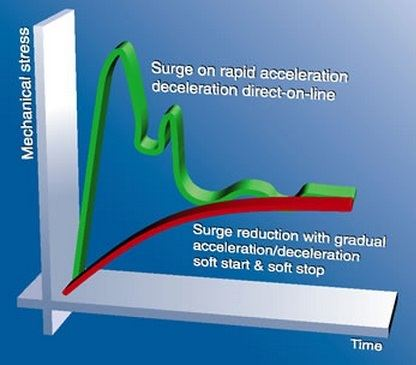 Mechanical stress
Surge on rapid acceleration
deceleration direct-on-line
Surge reduction with gradual
acceleration/deceleration
soft start & soft stop
Time